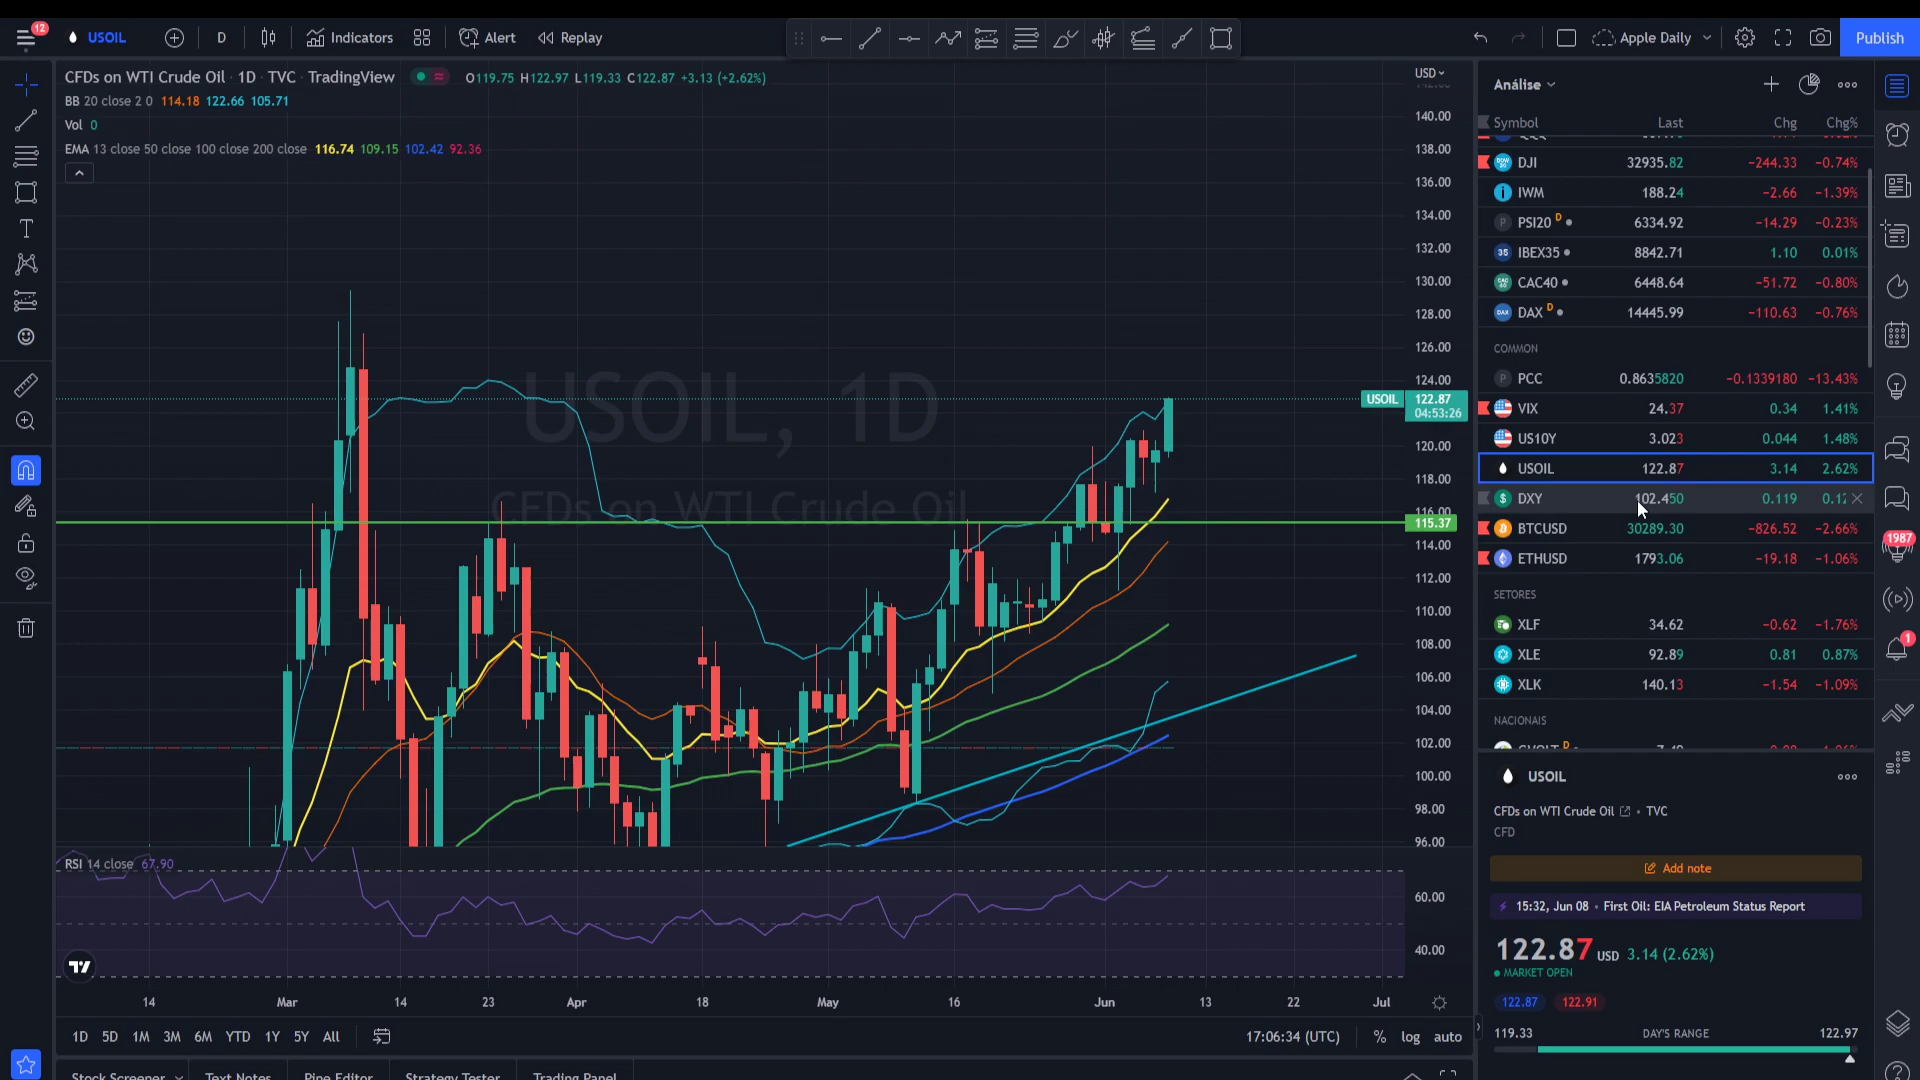 12
USOIL
D
Indicators
Alert
Replay
Apple Daily
Publish
CFDs on WTI Crude Oil · 1D · TVC · TradingView
O119.75 H122.97 L119.33 C122.87 +3.13 (+2.62%)
BB 20 close 2 0 114.18 122.66 105.71
Vol 0
EMA 13 close 50 close 100 close 200 close 116.74 109.15 102.42 92.36
USOIL, 1D
CFDs on WTI Crude Oil
USD
140.00
138.00
136.00
134.00
132.00
130.00
128.00
126.00
124.00
USOIL 122.87
04:53:26
120.00
118.00
116.00
115.37
114.00
112.00
110.00
108.00
106.00
104.00
102.00
100.00
98.00
96.00
RSI 14 close 67.90
60.00
40.00
14 Mar 14 23 Apr 18 May 16 Jun 13 22 Jul
1D 5D 1M 3M 6M YTD 1Y 5Y All
17:06:34 (UTC) % log auto
Stock Screener Text Notes Pine Editor Strategy Tester Trading Panel
Análise
Symbol Last Chg Chg%
DJI 32935.82 −244.33 −0.74%
IWM 188.24 −2.66 −1.39%
PSI20 D 6334.92 −14.29 −0.23%
IBEX35 8842.71 1.10 0.01%
CAC40 6448.64 −51.72 −0.80%
DAX D 14445.99 −110.63 −0.76%
COMMON
PCC 0.8635820 −0.1339180 −13.43%
VIX 24.37 0.34 1.41%
US10Y 3.023 0.044 1.48%
USOIL 122.87 3.14 2.62%
DXY 102.450 0.119 0.12
BTCUSD 30289.30 −826.52 −2.66%
ETHUSD 1793.06 −19.18 −1.06%
SETORES
XLF 34.62 −0.62 −1.76%
XLE 92.89 0.81 0.87%
XLK 140.13 −1.54 −1.09%
NACIONAIS
USOIL
CFDs on WTI Crude Oil • TVC
CFD
Add note
15:32, Jun 08 · First Oil: EIA Petroleum Status Report
122.87 USD 3.14 (2.62%)
MARKET OPEN
122.87 122.91
119.33 DAY'S RANGE 122.97
1987
1